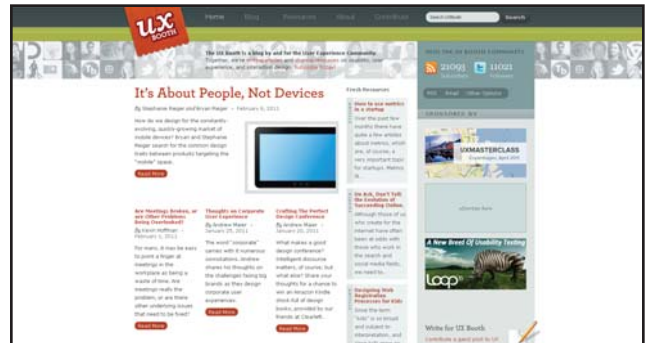 UX
BOOTH
Home Blog Resources About Contribute
Search
The UX Booth is a blog by and for the User Experience Community.
21093
Subscribers
11021
Followers
RSS Email Other Options
It's About People, Not Devices
By Stephanie Rieger and Bryan Rieger - February 8, 2011
How do we design for the constantly-
evolving, quickly-growing market of
mobile devices? Bryan and Stephanie
Rieger search for the common design
traits between products targeting the
"mobile" space.
Read More
Fresh Resources
How to use metrics
in a startup
Over the past few
months there have
quite a few articles
about metrics, which
are, of course, a
very important topic
for startups. Metrics
SPONSORED BY
UXMASTERCLASS
Copenhagen, April 2011
A New Breed Of Usability Testing
Loop
Are Meetings Broken, or
are Other Problems
Being Overlooked?
By Kevin Hoffman -
February 1, 2011
For many, it may be easy
to point a finger at
meetings in the
workplace as being a
waste of time. Are
meetings really the
problem, or are there
other underlying issues
that need to be fixed?
Read More
Thoughts on Corporate
User Experience
By Andrew Maier -
January 25, 2011
The word "corporate"
carries with it numerous
connotations. Andrew
shares his thoughts on
the challenges facing big
brands as they design
corporate user
experiences.
Read More
Crafting The Perfect
Design Conference
By Andrew Maier -
January 20, 2011
What makes a good
design conference?
Intelligent discourse
matters, of course; but
what else? Share your
thoughts for a chance to
win an Amazon Kindle
stock-full of design
books, provided by our
friends at Clearleft.
Read More
Do Ask, Don't Tell:
the Evolution of
Succeeding Online
Although those of us
who create for the
internet have often
been at odds with
those who work in
the search and
social media fields,
we need to
Designing Web
Registration
Processes for Kids
Since the term
"kids" is so broad
and subject to
interpretation, and
Write for UX Booth
Contribute a guest post to UX